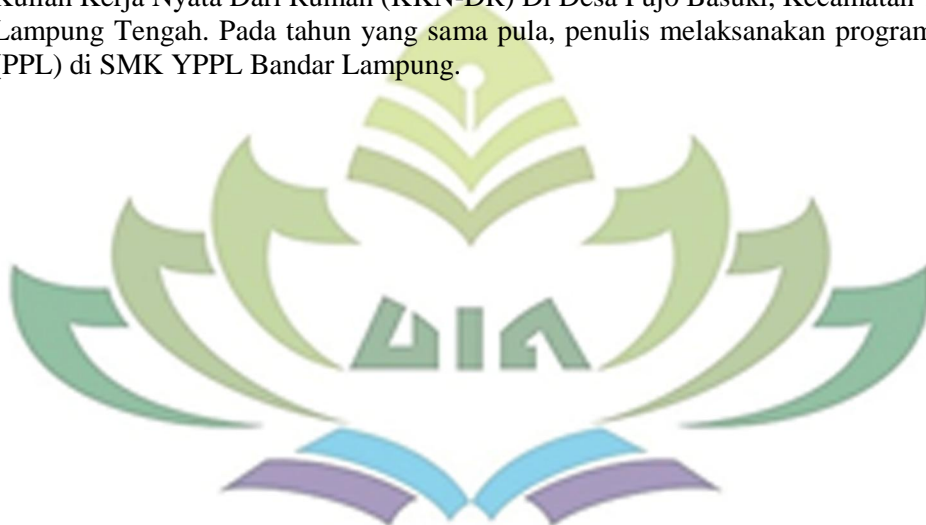 Kuliah Kerja Nyata Dari Rumah (KKN-DR) Di Desa Pujo Basuki, Kecamatan
Lampung Tengah. Pada tahun yang sama pula, penulis melaksanakan program
(PPL) di SMK YPPL Bandar Lampung.
UIN